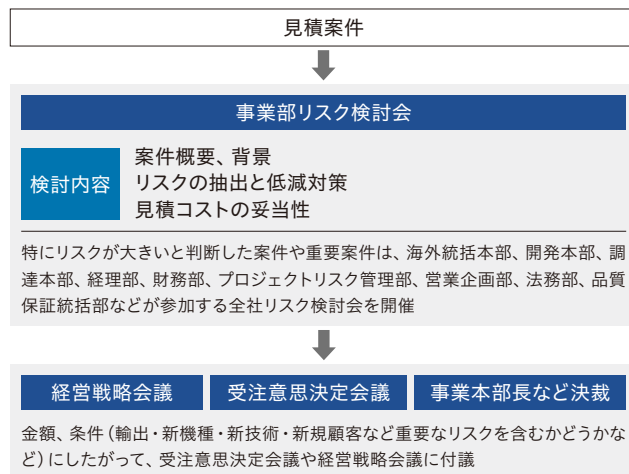 見積案件
事業部リスク検討会
検討内容
案件概要、背景
リスクの抽出と低減対策
見積コストの妥当性
特にリスクが大きいと判断した案件や重要案件は、海外統括本部、開発本部、調
達本部、経理部、財務部、プロジェクトリスク管理部、営業企画部、法務部、品質
保証統括部などが参加する全社リスク検討会を開催
経営戦略会議 受注意思決定会議 事業本部長など決裁
金額、条件(輸出・新機種・新技術・新規顧客など重要なリスクを含むかどうかな
ど)にしたがって、受注意思決定会議や経営戦略会議に付議